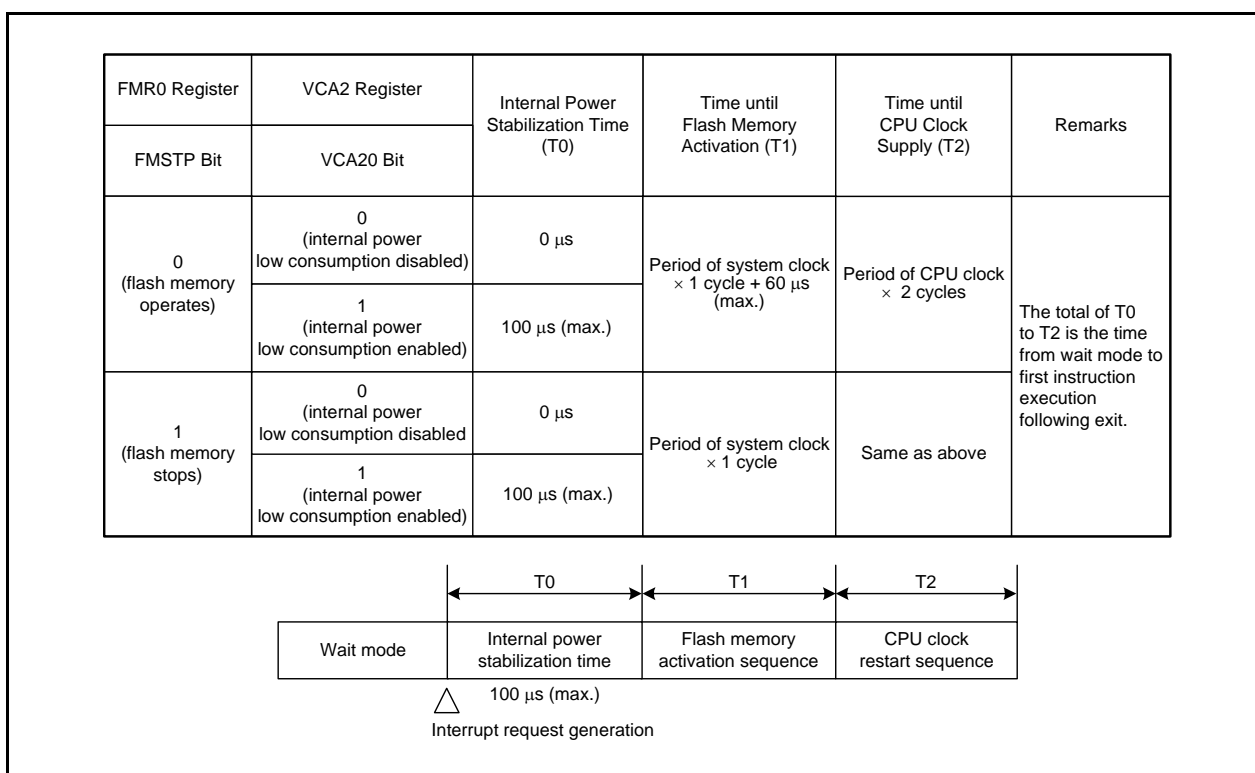 FMR0 Register
VCA2 Register
Internal Power
Stabilization Time
(T0)
Time until
Flash Memory
Activation (T1)
Time until
CPU Clock
Supply (T2)
Remarks
FMSTP Bit
VCA20 Bit
0
(flash memory
operates)
0
(internal power
low consumption disabled)
0 μs
Period of system clock
× 1 cycle + 60 μs
(max.)
Period of CPU clock
× 2 cycles
The total of T0
to T2 is the time
from wait mode to
first instruction
execution
following exit.
1
(internal power
low consumption enabled)
100 μs (max.)
1
(flash memory
stops)
0
(internal power
low consumption disabled
0 μs
Period of system clock
× 1 cycle
Same as above
1
(internal power
low consumption enabled)
100 μs (max.)
T0
T1
T2
Wait mode
Internal power
stabilization time
Flash memory
activation sequence
CPU clock
restart sequence
100 μs (max.)
Interrupt request generation